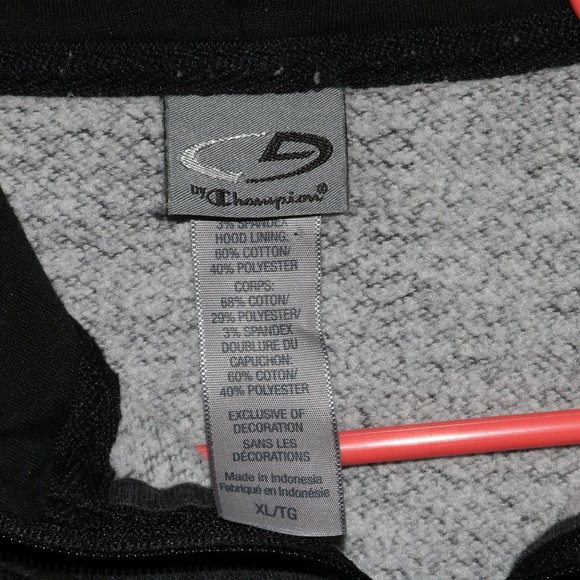 by Champion®
3% SPANDEX
HOOD LINING:
60% COTTON/
40% POLYESTER
CORPS:
68% COTON/
29% POLYESTER/
3% SPANDEX
DOUBLURE DU
CAPUCHON:
60% COTON/
40% POLYESTER
EXCLUSIVE OF
DECORATION
SANS LES
DÉCORATIONS
Made in Indonesia
Fabriqué en Indonésie
XL/TG